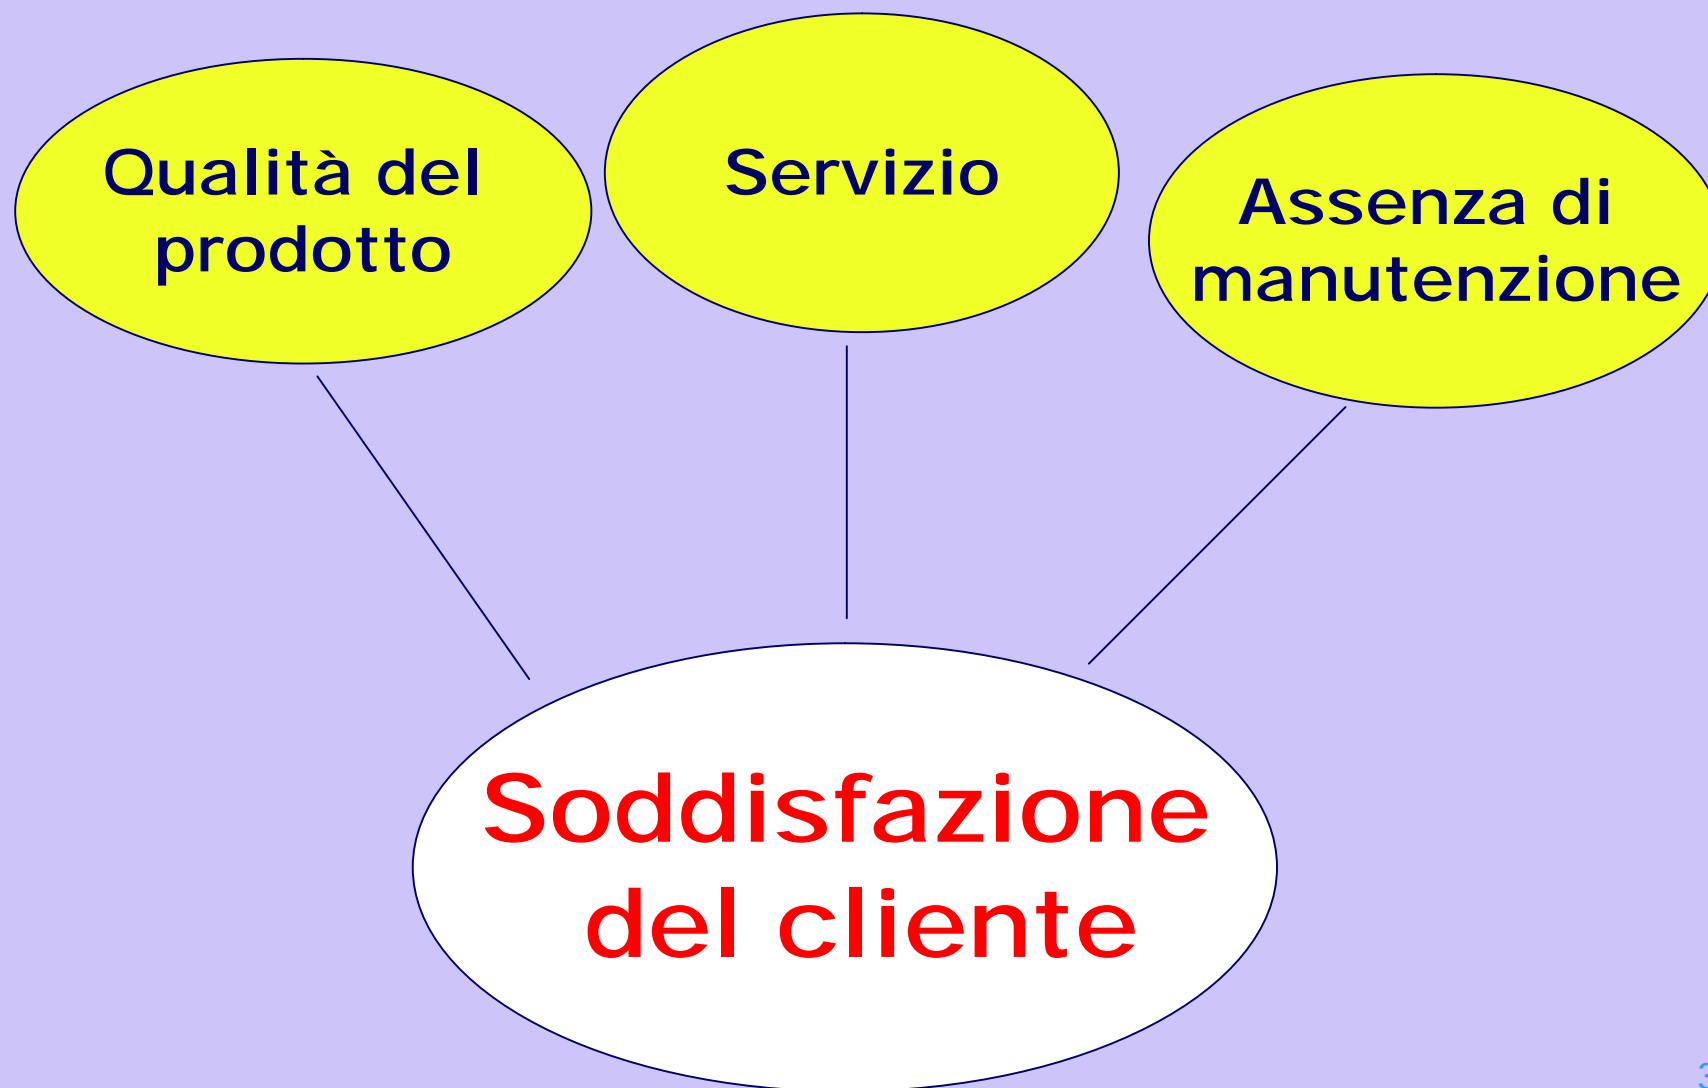 Qualità del
prodotto
Servizio
Assenza di
manutenzione
Soddisfazione
del cliente